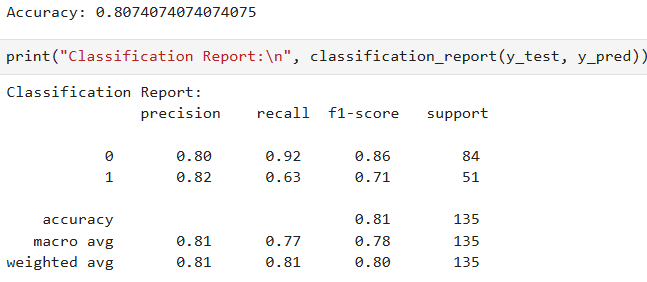 Accuracy: 0.8074074074074075
print("Classification Report:\n", classification_report(y_test, y_pred))
Classification Report:
precision recall f1-score support
0 0.80 0.92 0.86 84
1 0.82 0.63 0.71 51
accuracy 0.81 135
macro avg 0.81 0.77 0.78 135
weighted avg 0.81 0.81 0.80 135